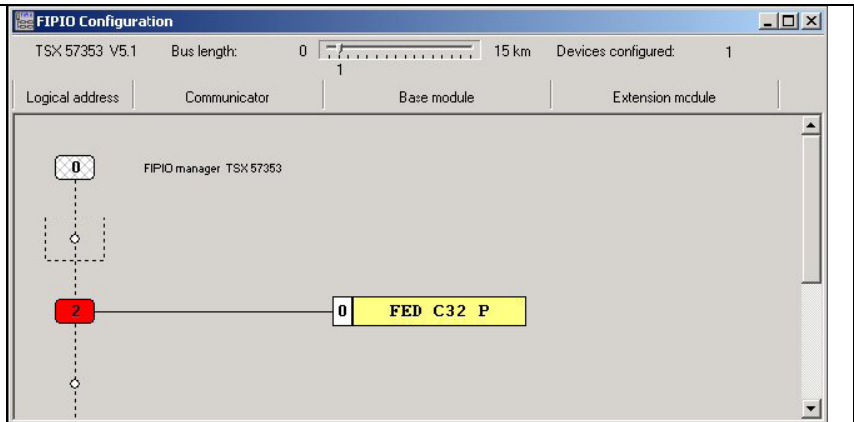 FIPIO Configuration
TSX 57353 V5.1 Bus length: 0 15 km Devices configured: 1
1
Logical address Communicator Base module Extension module
0 FIPIO manager TSX 57353
2 0 FED C32 P